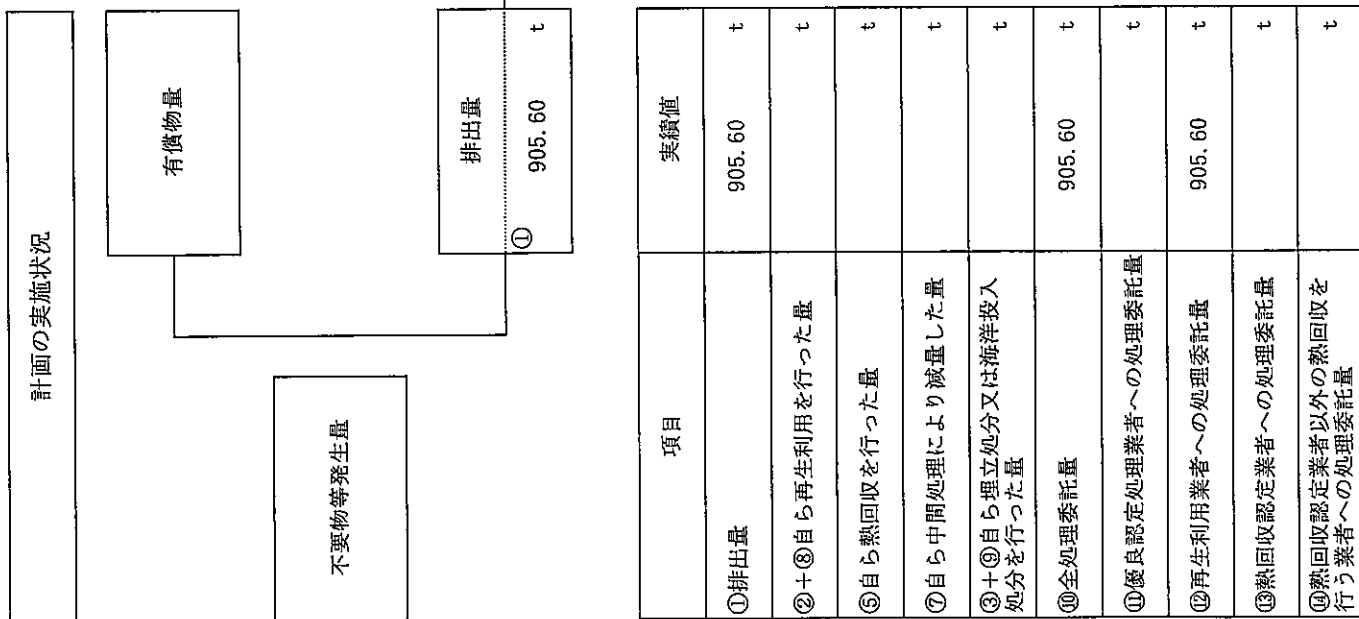 計画の実施状況
有償物量
不要物等発生量
排出量
① 905.60 t
項目 実績値
①排出量 905.60 t
②+⑧自ら再生利用を行った量 t
⑤自ら熱回収を行った量 t
⑦自ら中間処理により減量した量 t
③+⑨自ら埋立処分又は海洋投入 t
処分を行った量
⑩全処理委託量 905.60 t
⑪優良認定処理業者への処理委託量 t
⑫再生利用業者への処理委託量 905.60 t
⑬熱回収認定業者への処理委託量 t
⑭熱回収認定業者以外の熱回収を t
行う業者への処理委託量